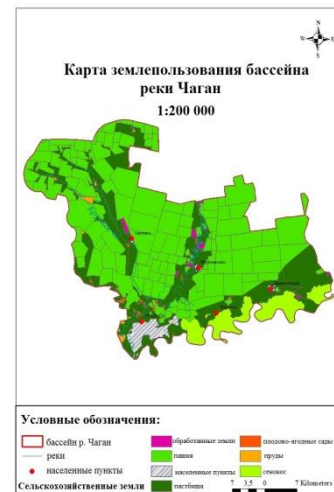 N
W
E
S
Карта землепользования бассейна
реки Чаган
1:200 000
Условные обозначения:
бассейн р. Чаган
реки
населенные пункты
Сельскохозяйственные земли
обработанные земли
пашня
населенные пункты
пастбища
плодово-ягодные сады
пруды
сенокос
7 3,5 0 7 Kilometers